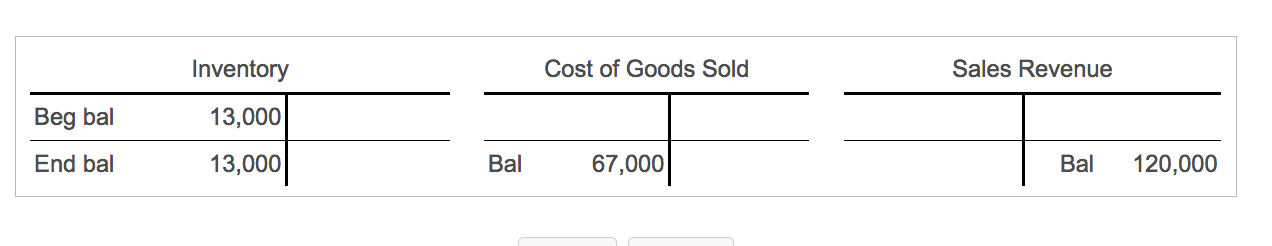 Inventory Cost of Goods Sold Sales Revenue
Beg bal 13,000
End bal 13,000 Bal 67,000 Bal 120,000